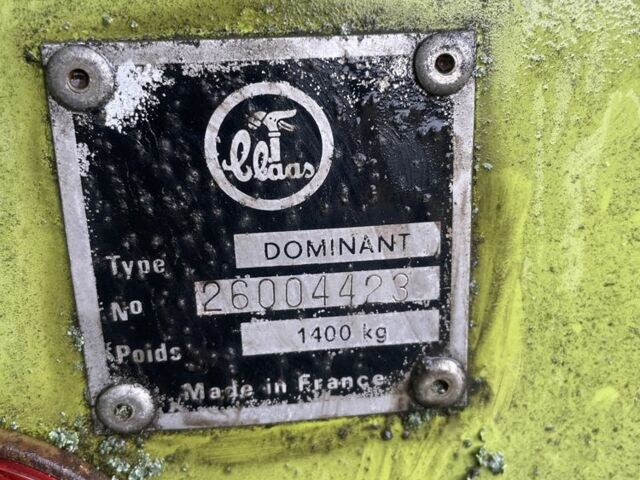 Claas
Type DOMINANT
No 26004423
Poids 1400 kg
Made in France